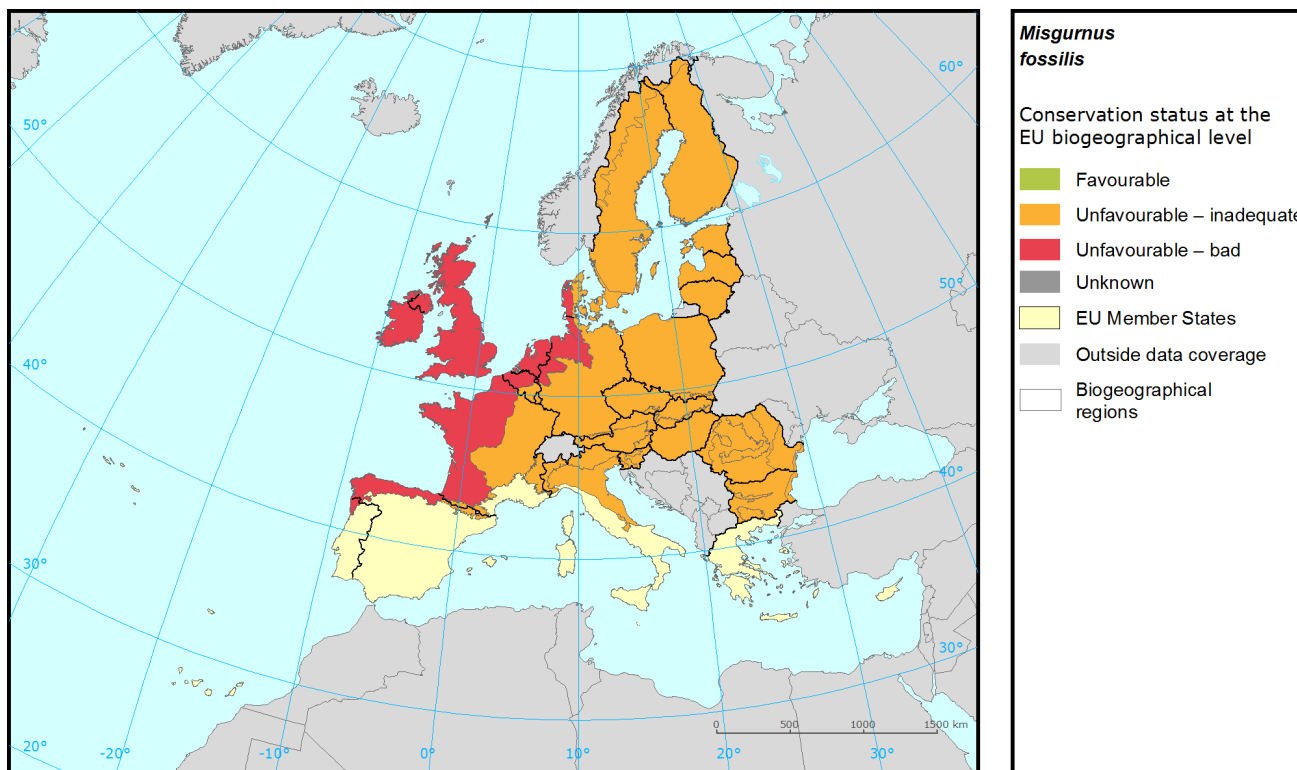 60°
50°
50°
40°
40°
30°
30°
20°
-20°
-10°
0°
10°
20°
30°
0 500 1000 1500 km
Misgurnus
fossilis
Conservation status at the
EU biogeographical level
Favourable
Unfavourable – inadequate
Unfavourable – bad
Unknown
EU Member States
Outside data coverage
Biogeographical
regions